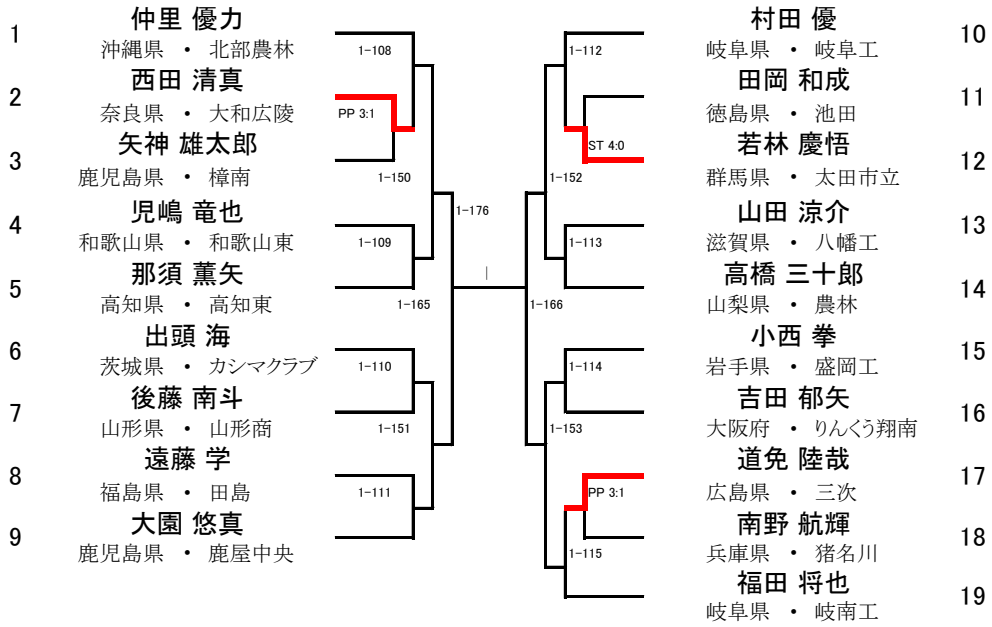 1 仲里 優力
沖縄県 ・ 北部農林
2 西田 清真
奈良県 ・ 大和広陵
3 矢神 雄太郎
鹿児島県 ・ 樟南
4 児嶋 竜也
和歌山県 ・ 和歌山東
5 那須 薫矢
高知県 ・ 高知東
6 出頭 海
茨城県 ・ カシマクラブ
7 後藤 南斗
山形県 ・ 山形商
8 遠藤 学
福島県 ・ 田島
9 大園 悠真
鹿児島県 ・ 鹿屋中央
1-108
PP 3:1
1-150
1-109
1-176
1-165
1-110
1-151
1-111
1-112
ST 4:0
1-152
1-113
1-166
1-114
1-153
PP 3:1
1-115
村田 優 10
岐阜県 ・ 岐阜工
田岡 和成 11
徳島県 ・ 池田
若林 慶悟 12
群馬県 ・ 太田市立
山田 涼介 13
滋賀県 ・ 八幡工
高橋 三十郎 14
山梨県 ・ 農林
小西 拳 15
岩手県 ・ 盛岡工
吉田 郁矢 16
大阪府 ・ りんくう翔南
道免 陸哉 17
広島県 ・ 三次
南野 航輝 18
兵庫県 ・ 猪名川
福田 将也 19
岐阜県 ・ 岐南工